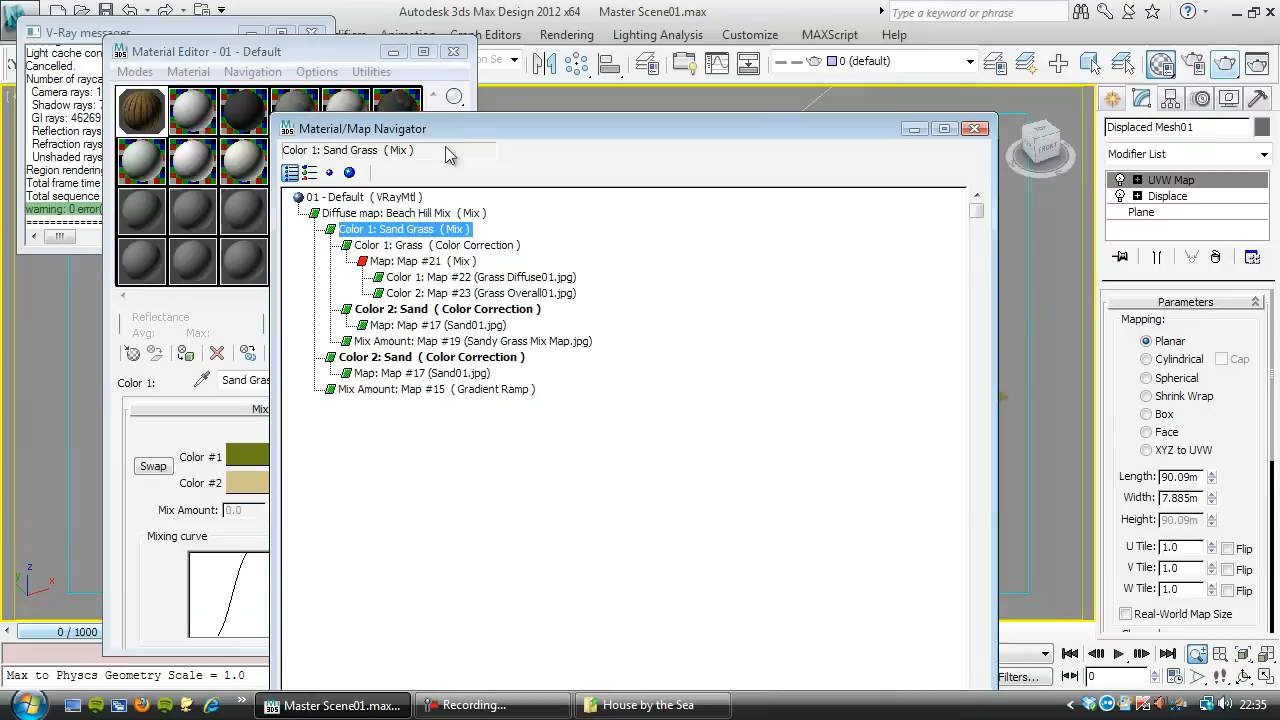 Autodesk 3ds Max Design 2012 x64 Master Scene01.max
Type a keyword or phrase
V-Ray messages
Rendering Lighting Analysis Customize MAXScript Help
Material Editor - 01 - Default
Modes Material Navigation Options Utilities
0 (default)
Light cache com
Cancelled.
Number of rayca
Camera rays: 1
Shadow rays: 7
GI rays: 46269
Reflection rays
Refraction rays
Unshaded rays
Region rendering
Total frame time
Total sequence
warning: 0 error(
Material/Map Navigator
Color 1: Sand Grass (Mix )
01 - Default (VRayMtl )
Diffuse map: Beach Hill Mix (Mix )
Color 1: Sand Grass (Mix )
Color 1: Grass (Color Correction )
Map: Map #21 (Mix )
Color 1: Map #22 (Grass Diffuse01.jpg)
Color 2: Map #23 (Grass Overall01.jpg)
Color 2: Sand (Color Correction )
Map: Map #17 (Sand01.jpg)
Mix Amount: Map #19 (Sandy Grass Mix Map.jpg)
Color 2: Sand (Color Correction )
Map: Map #17 (Sand01.jpg)
Mix Amount: Map #15 (Gradient Ramp )
Reflectance
Avg: Max:
Color 1: Sand Gras
Mix
Color #1
Swap
Color #2
Mix Amount: 0.0
Mixing curve
TOP
FRONT
Displaced Mesh01
Modifier List
UVW Map
Displace
Plane
Parameters
Mapping:
Planar
Cylindrical Cap
Spherical
Shrink Wrap
Box
Face
XYZ to UVW
Length: 90.09m
Width: 7.885m
Height: 90.09m
U Tile: 1.0 Flip
V Tile: 1.0 Flip
W Tile: 1.0 Flip
Real-World Map Size
z
y x
0 / 1000
Max to Physcs Geometry Scale = 1.0
Filters...
0
Master Scene01.max...
Recording...
House by the Sea
22:35